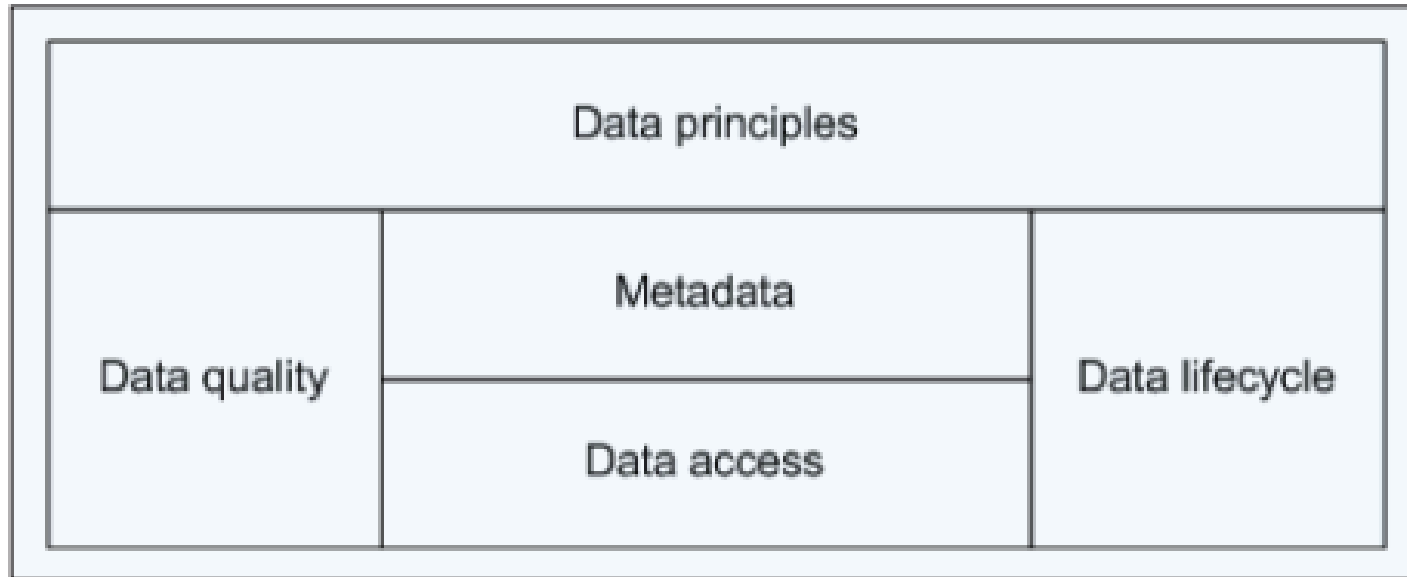 Data principles
Metadata
Data quality
Data lifecycle
Data access